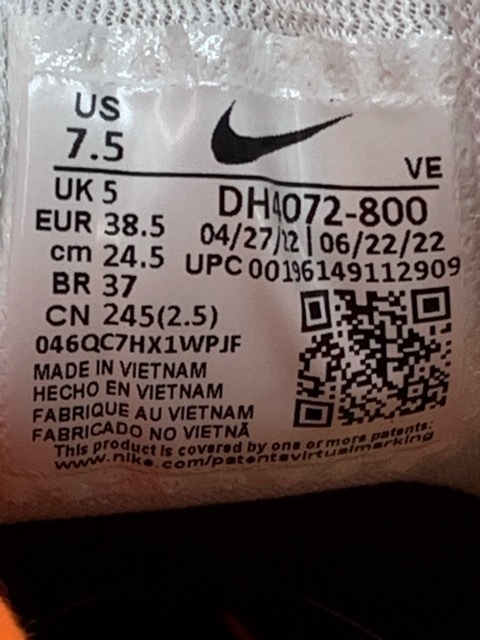 US
7.5
VE
UK 5
DH4072-800
EUR 38.5
04/27/22 | 06/22/22
cm 24.5
UPC 00196149112909
BR 37
CN 245(2.5)
046QC7HX1WPJF
MADE IN VIETNAM
HECHO EN VIETNAM
FABRIQUE AU VIETNAM
FABRICADO NO VIETNÃ
This product is covered by one or more patents:
www.nike.com/patentsvirtualmarking